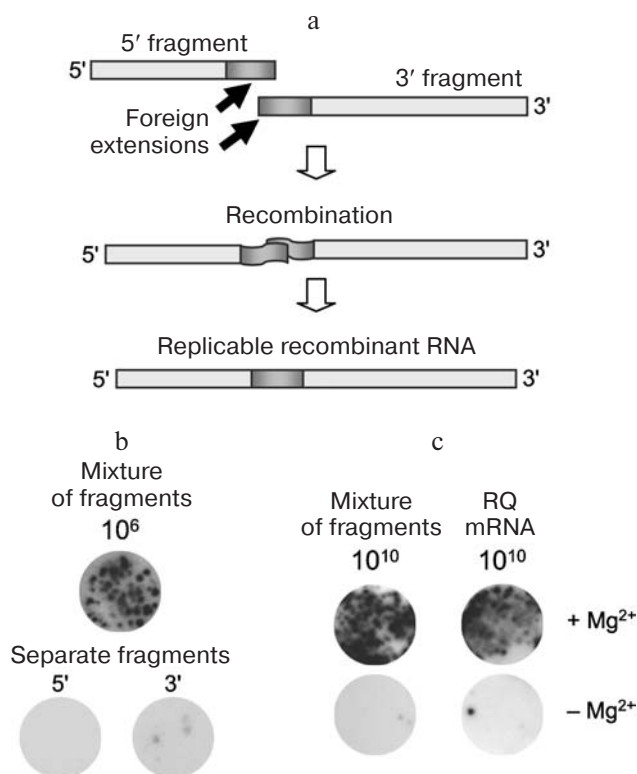 a
5′ fragment
5′
3′ fragment
3′
Foreign
extensions
Recombination
5′
3′
Replicable recombinant RNA
5′
3′
b
Mixture
of fragments
10⁶
Separate fragments
5′
3′
c
Mixture
of fragments
10¹⁰
RQ
mRNA
10¹⁰
+ Mg²⁺
– Mg²⁺